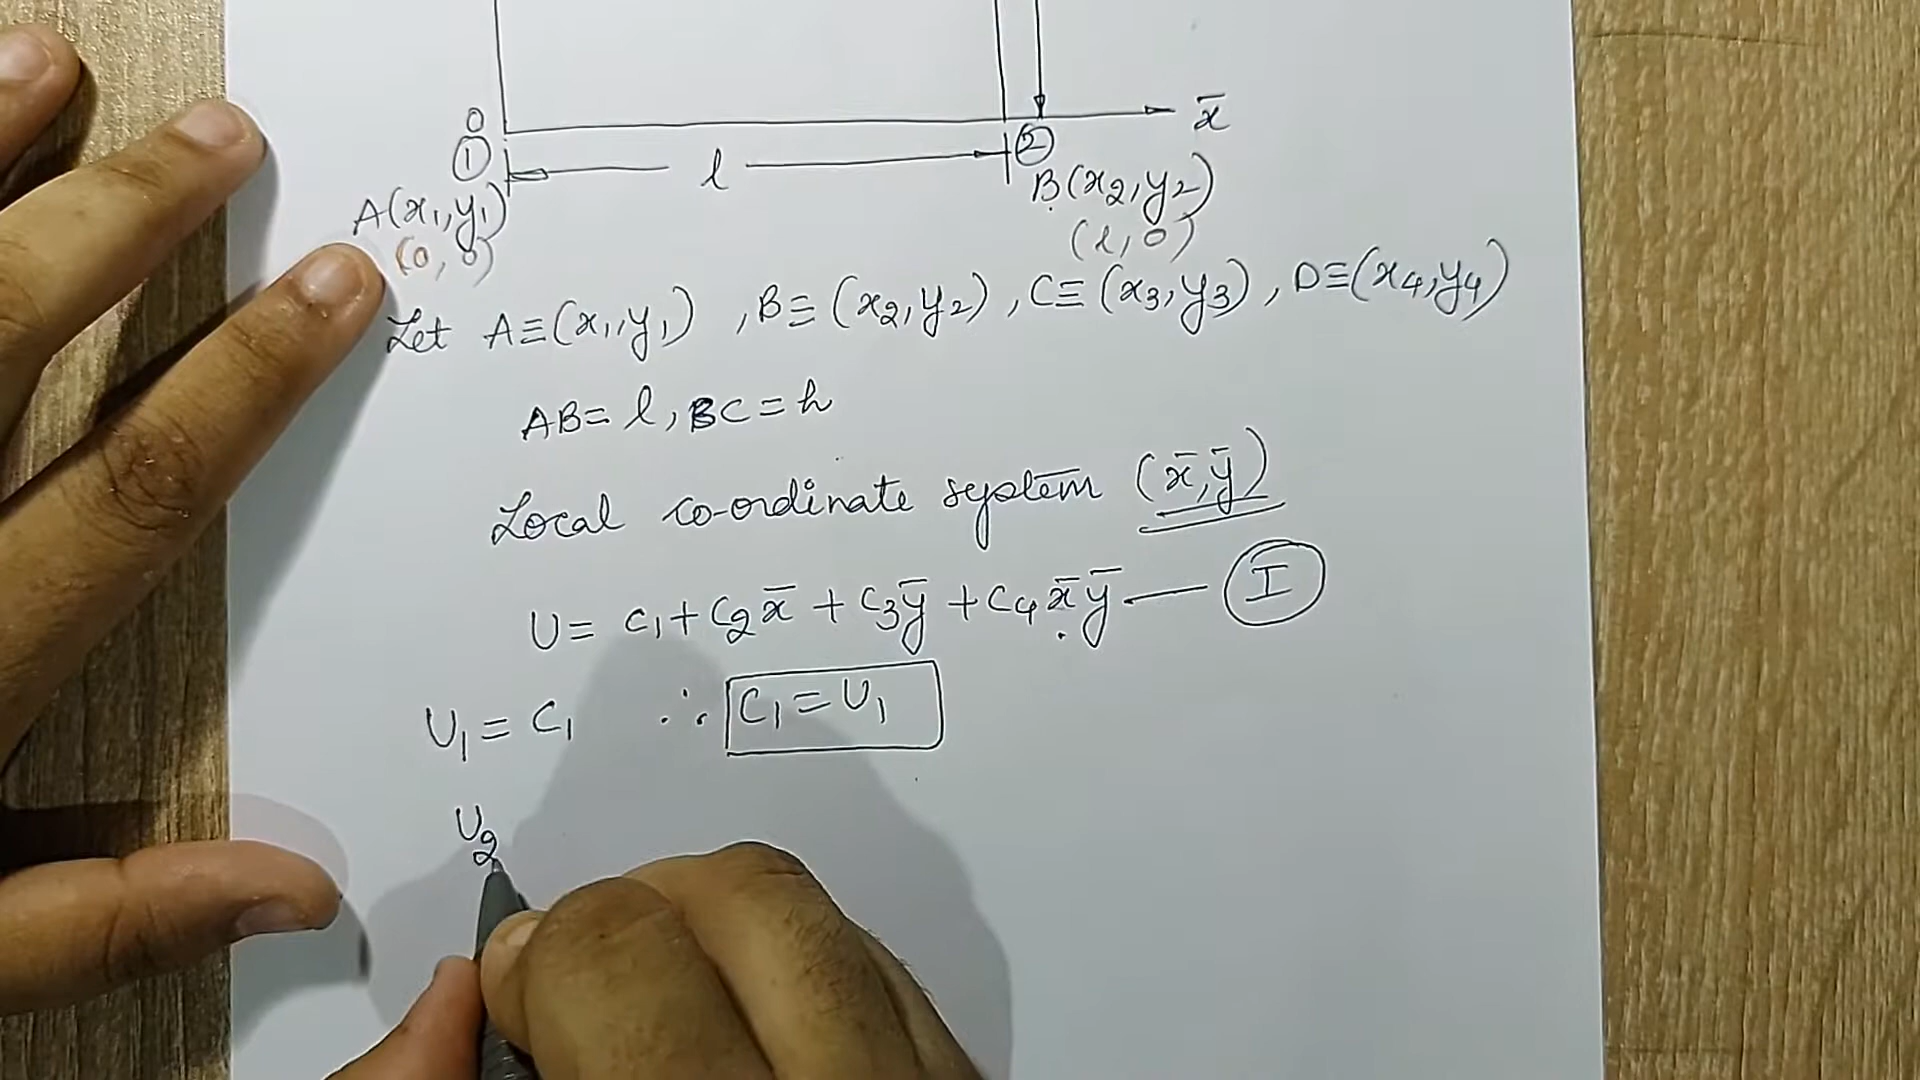 0
x̄
① l ②
A(x₁,y₁) B(x₂,y₂)
(0,0) (l,0)
Let A≡(x₁,y₁) , B≡(x₂,y₂) , C≡(x₃,y₃) , D≡(x₄,y₄)
AB=l, BC=h
Local co-ordinate system (x̄,ȳ)
U= C₁+C₂x̄+C₃ȳ+C₄x̄ȳ — Ⓘ
U₁=C₁ ∴ C₁=U₁
U₂